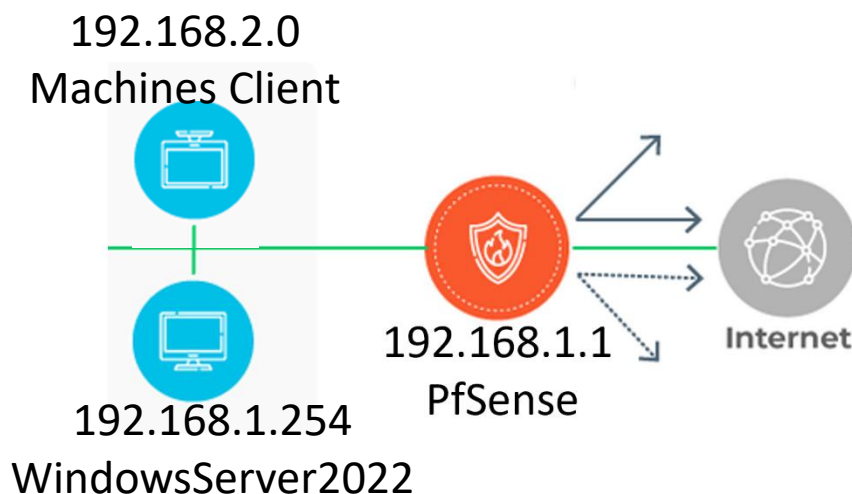 192.168.2.0
Machines Client
192.168.1.1
PfSense
Internet
192.168.1.254
WindowsServer2022